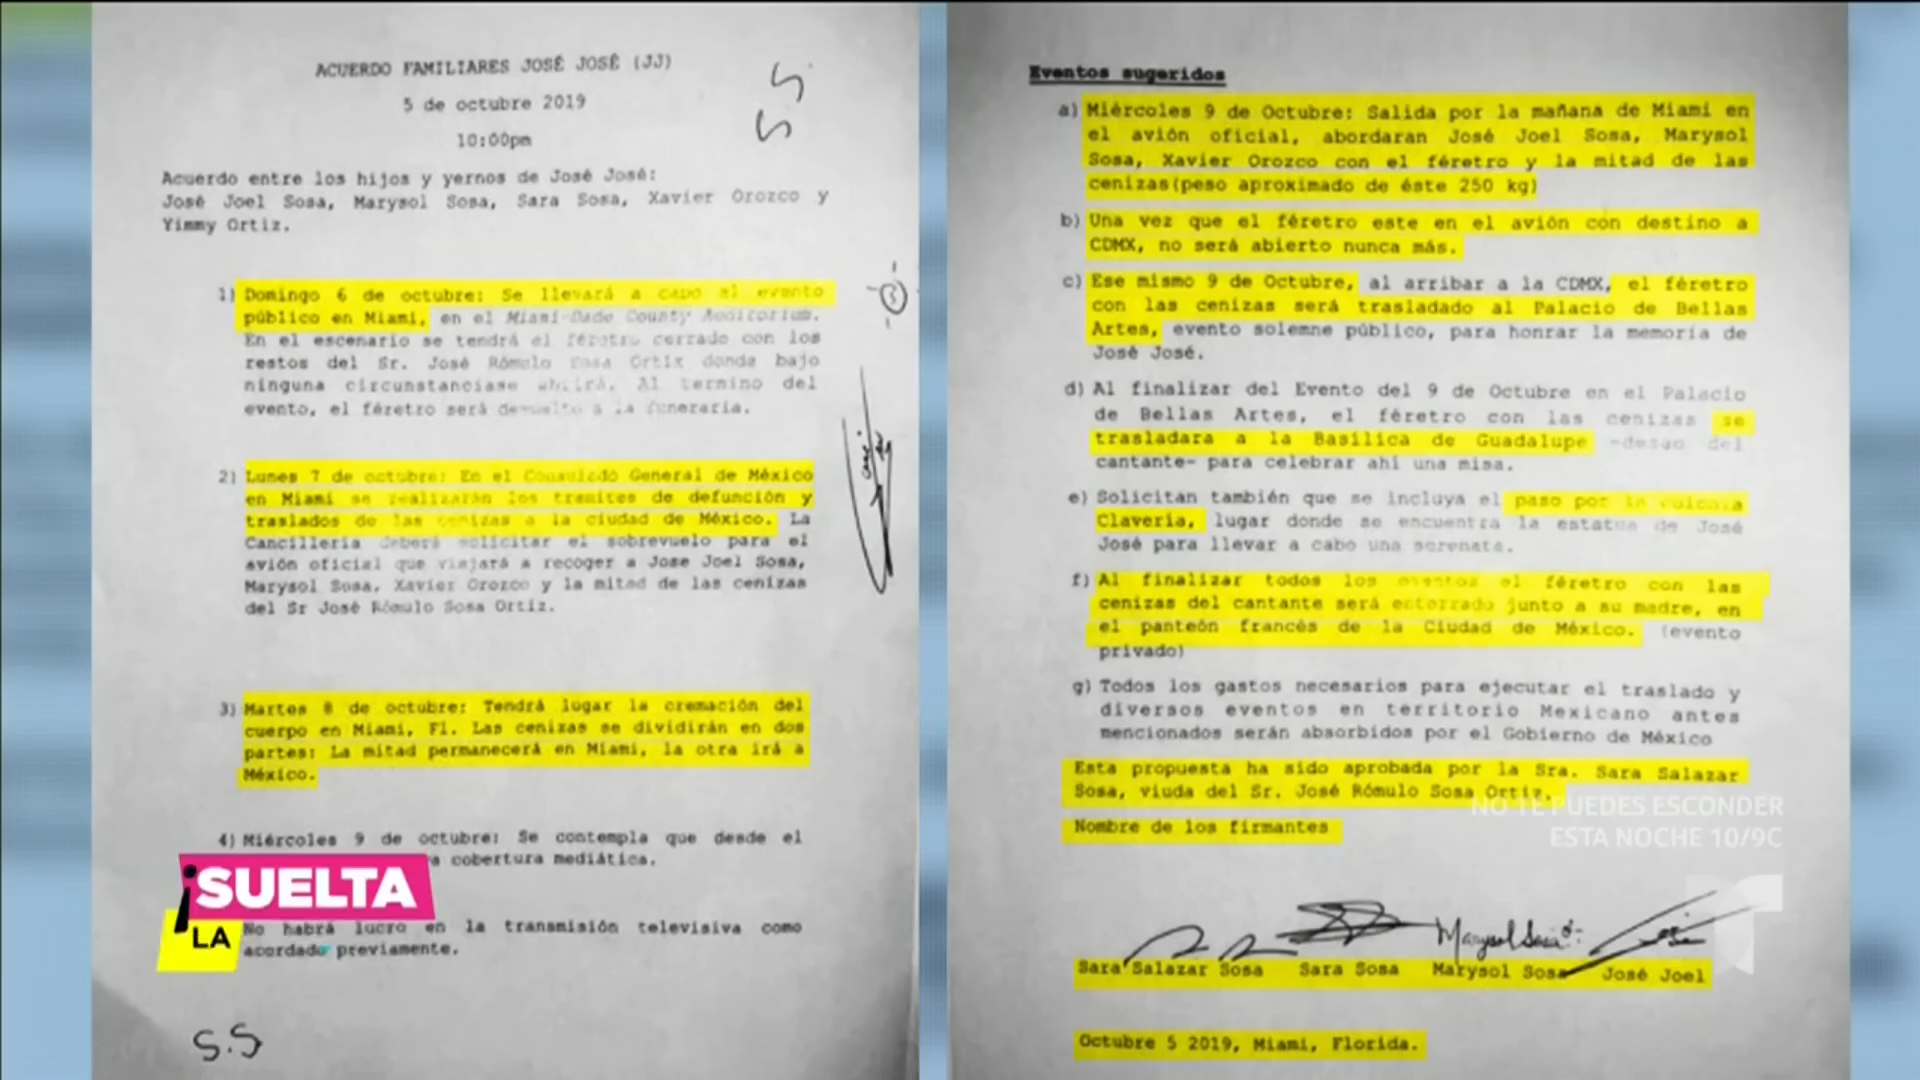 ACUERDO FAMILIARES JOSÉ JOSÉ (JJ)
5 de octubre 2019
10:00pm
Acuerdo entre los hijos y yernos de José José:
José Joel Sosa, Marysol Sosa, Sara Sosa, Xavier Orozco y
Yimmy Ortiz.
1) Domingo 6 de octubre: Se llevará a cabo el evento
público en Miami, en el Miami-Dade County Auditorium.
En el escenario se tendrá el féretro cerrado con los
restos del Sr. José Rómulo Sosa Ortiz donde bajo
ninguna circunstanciase abrirá. Al termino del
evento, el féretro será devuelto a la funeraria.
2) Lunes 7 de octubre: En el Consulado General de México
en Miami se realizarán los tramites de defunción y
traslados de las cenizas a la ciudad de México. La
Cancillería deberá solicitar el sobrevuelo para el
avión oficial que viajará a recoger a Jose Joel Sosa,
Marysol Sosa, Xavier Orozco y la mitad de las cenizas
del Sr José Rómulo Sosa Ortiz.
3) Martes 8 de octubre: Tendrá lugar la cremación del
cuerpo en Miami, Fl. Las cenizas se dividirán en dos
partes: La mitad permanecerá en Miami, la otra irá a
México.
4) Miércoles 9 de octubre: Se contempla que desde el
cobertura mediática.
No habrá lucro en la transmisión televisiva como
acordado previamente.
S.S
¡SUELTA
LA
Eventos sugeridos
a) Miércoles 9 de Octubre: Salida por la mañana de Miami en
el avión oficial, abordaran José Joel Sosa, Marysol
Sosa, Xavier Orozco con el féretro y la mitad de las
cenizas(peso aproximado de éste 250 kg)
b) Una vez que el féretro este en el avión con destino a
CDMX, no será abierto nunca más.
c) Ese mismo 9 de Octubre, al arribar a la CDMX, el féretro
con las cenizas será trasladado al Palacio de Bellas
Artes, evento solemne público, para honrar la memoria de
José José.
d) Al finalizar del Evento del 9 de Octubre en el Palacio
de Bellas Artes, el féretro con las cenizas se
trasladara a la Basílica de Guadalupe -deseo del
cantante- para celebrar ahí una misa.
e) Solicitan también que se incluya el paso por la colonia
Clavería, lugar donde se encuentra la estatua de José
José para llevar a cabo una serenata.
f) Al finalizar todos los eventos el féretro con las
cenizas del cantante será enterrado junto a su madre, en
el panteón francés de la Ciudad de México. (evento
privado)
g) Todos los gastos necesarios para ejecutar el traslado y
diversos eventos en territorio Mexicano antes
mencionados serán absorbidos por el Gobierno de México
Esta propuesta ha sido aprobada por la Sra. Sara Salazar
Sosa, viuda del Sr. José Rómulo Sosa Ortiz.
NO TE PUEDES ESCONDER
Nombre de los firmantes
ESTA NOCHE 10/9C
Marysol Sosa
Sara Salazar Sosa Sara Sosa Marysol Sosa José Joel
Octubre 5 2019, Miami, Florida.